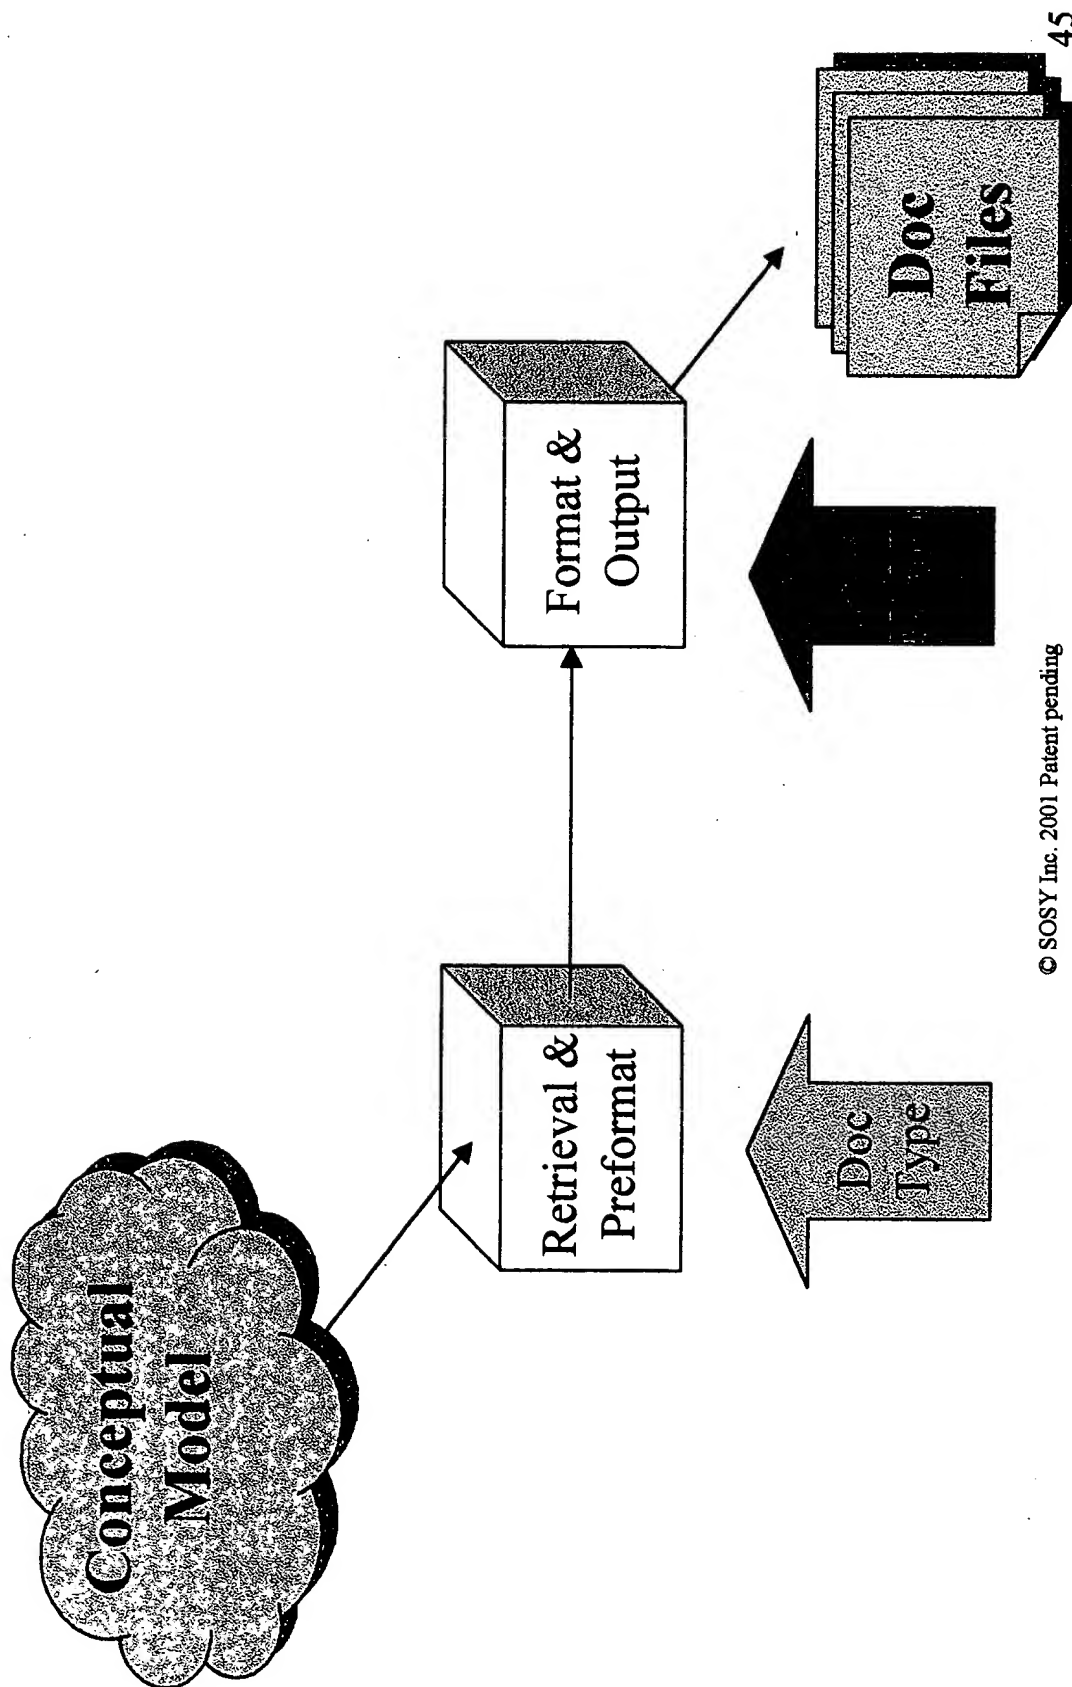 Conceptual
Model
Retrieval &
Preformat
Format &
Output
Doc
Type
Doc
Files
© SOSY Inc. 2001 Patent pending
45